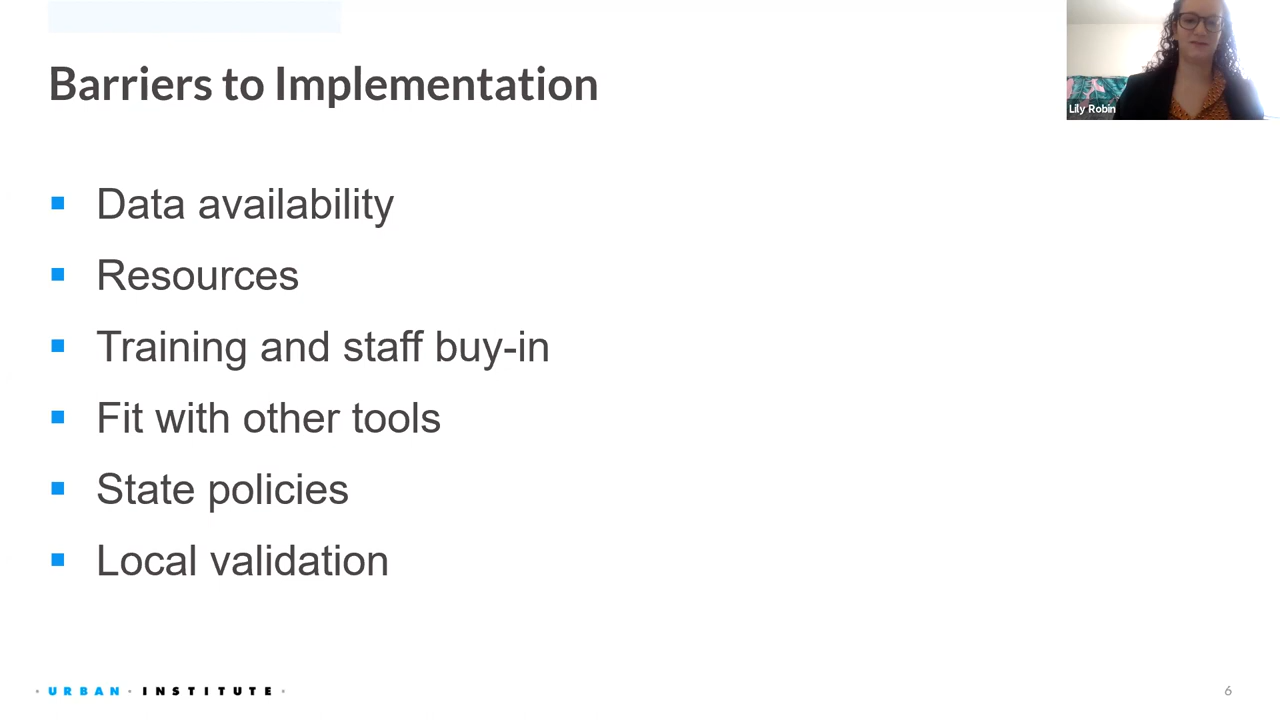 Barriers to Implementation
Lily Robin
Data availability
Resources
Training and staff buy-in
Fit with other tools
State policies
Local validation
URBAN · INSTITUTE
6